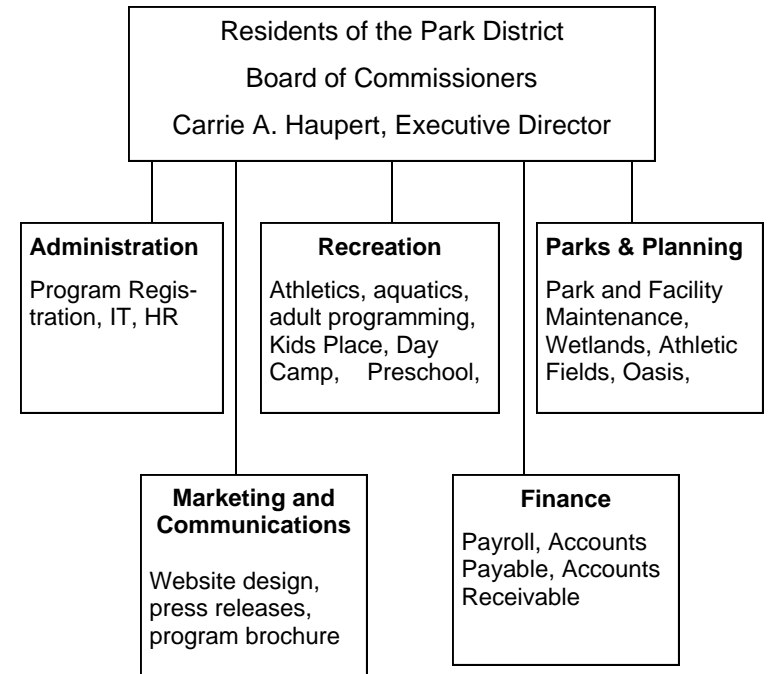 Residents of the Park District
Board of Commissioners
Carrie A. Haupert, Executive Director
Administration
Program Regis-
tration, IT, HR
Recreation
Athletics, aquatics,
adult programming,
Kids Place, Day
Camp, Preschool,
Parks & Planning
Park and Facility
Maintenance,
Wetlands, Athletic
Fields, Oasis,
Marketing and
Communications
Website design,
press releases,
program brochure
Finance
Payroll, Accounts
Payable, Accounts
Receivable